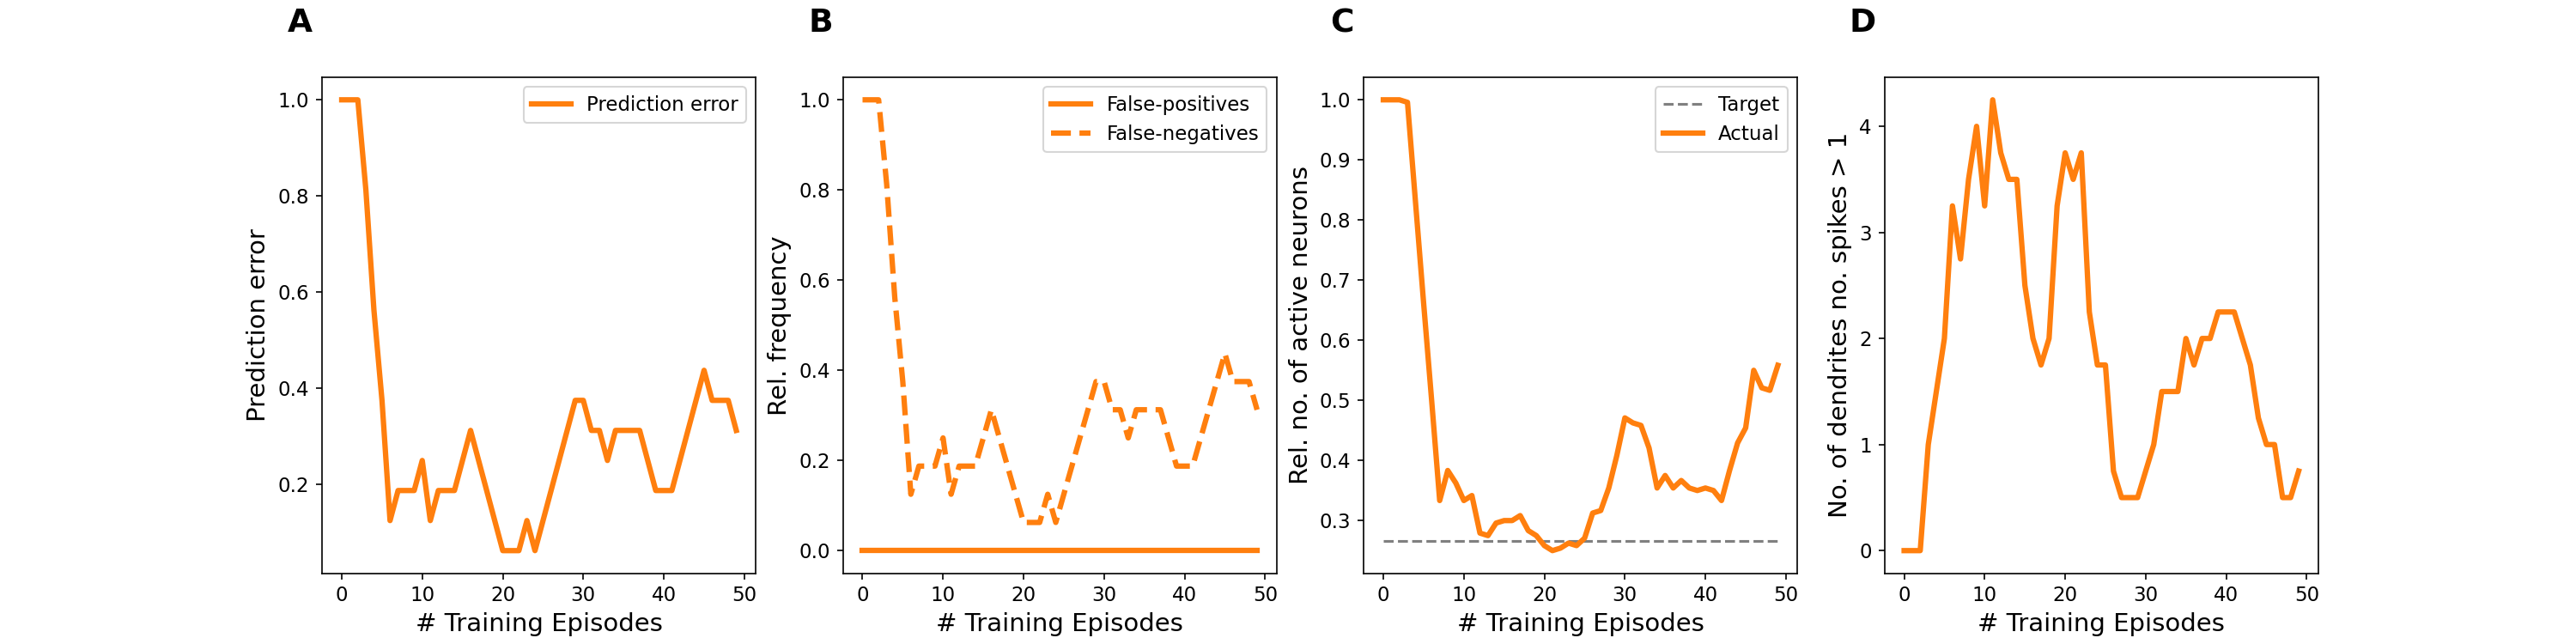 A
Prediction error
1.0
0.8
0.6
0.4
0.2
Prediction error
0
10
20
30
40
50
# Training Episodes
B
False-positives
False-negatives
1.0
0.8
0.6
0.4
0.2
0.0
Rel. frequency
0
10
20
30
40
50
# Training Episodes
C
Target
Actual
1.0
0.9
0.8
0.7
0.6
0.5
0.4
0.3
Rel. no. of active neurons
0
10
20
30
40
50
# Training Episodes
D
4
3
2
1
0
No. of dendrites no. spikes > 1
0
10
20
30
40
50
# Training Episodes